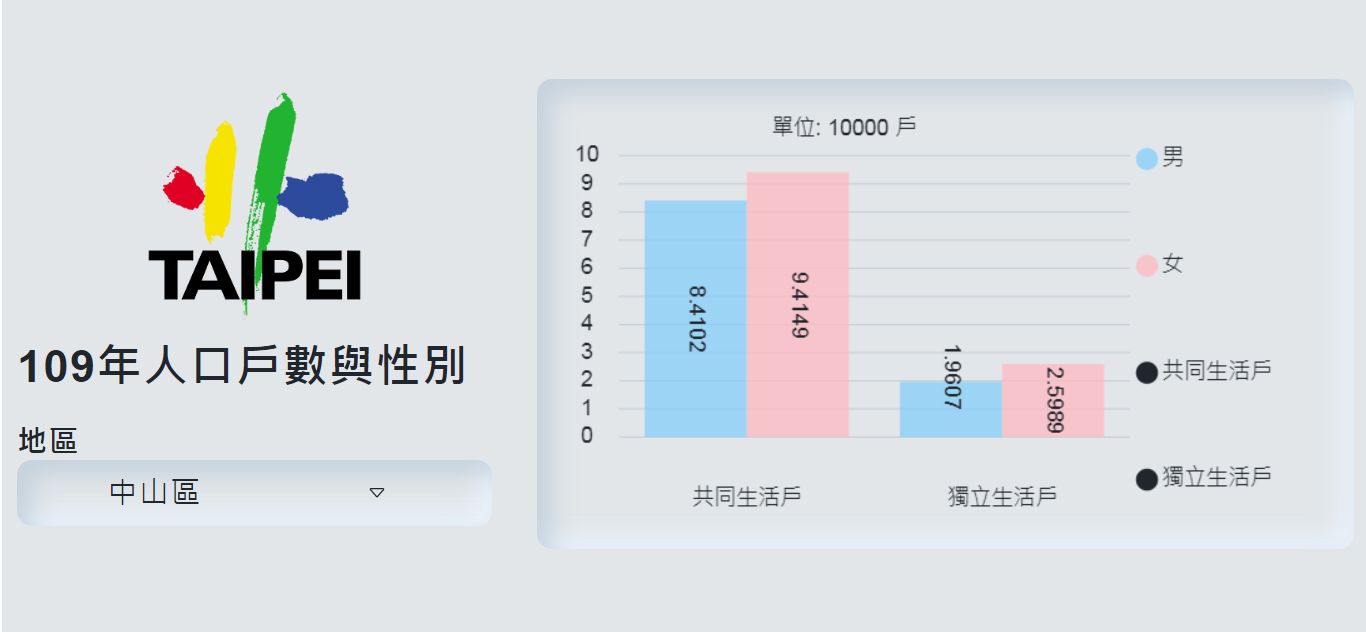 TAIPEI
109年人口戶數與性別
地區
中山區
單位: 10000 戶
10
9
8
7
6
5
4
3
2
1
0
8.4102
9.4149
1.9607
2.5989
共同生活戶
獨立生活戶
男
女
共同生活戶
獨立生活戶